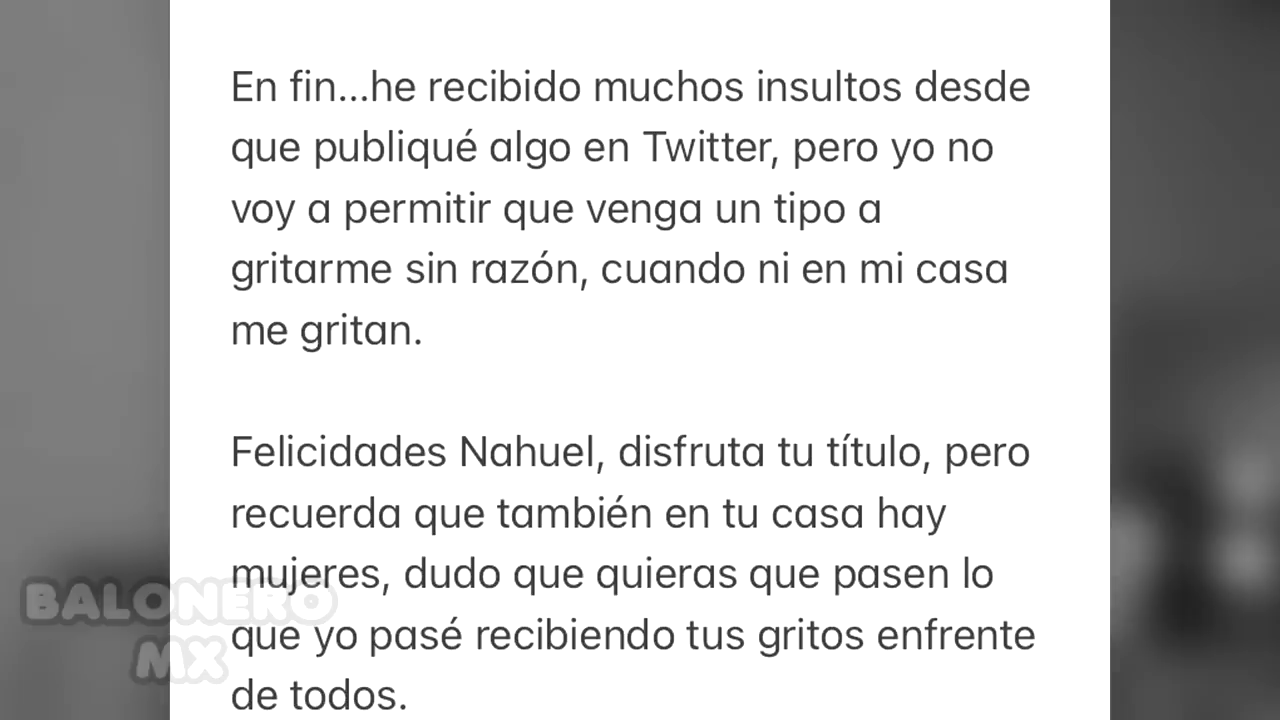 En fin...he recibido muchos insultos desde
que publiqué algo en Twitter, pero yo no
voy a permitir que venga un tipo a
gritarme sin razón, cuando ni en mi casa
me gritan.
Felicidades Nahuel, disfruta tu título, pero
recuerda que también en tu casa hay
mujeres, dudo que quieras que pasen lo
que yo pasé recibiendo tus gritos enfrente
de todos.
BALONERO
MX